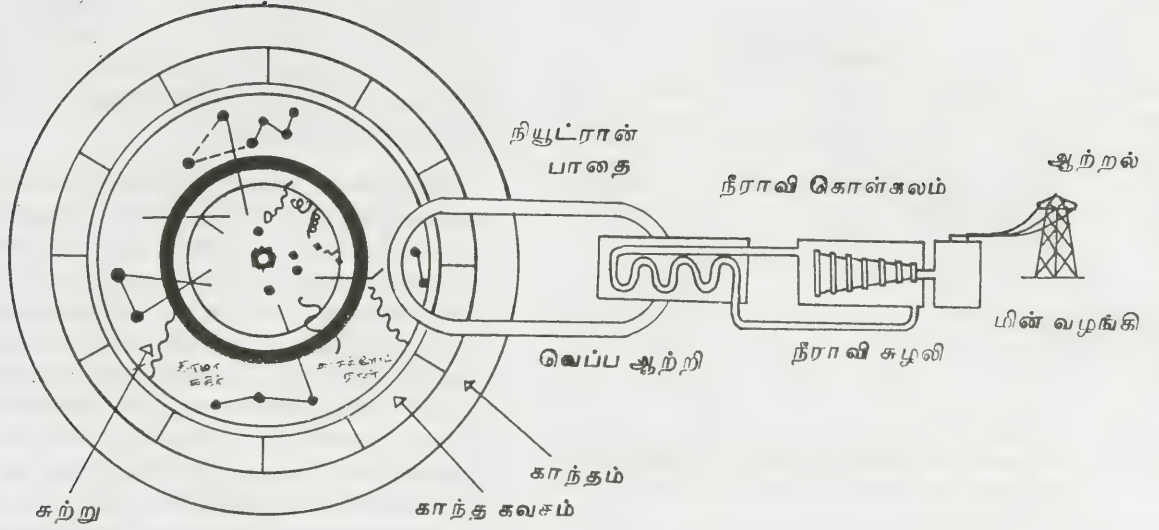 நியூட்ரான்
பாதை
ஆற்றல்
நீராவி கொள்கலம்
மின் வழங்கி
வெப்ப ஆற்றி
நீராவி சுழலி
காந்தம்
காந்த கவசம்
சுற்று